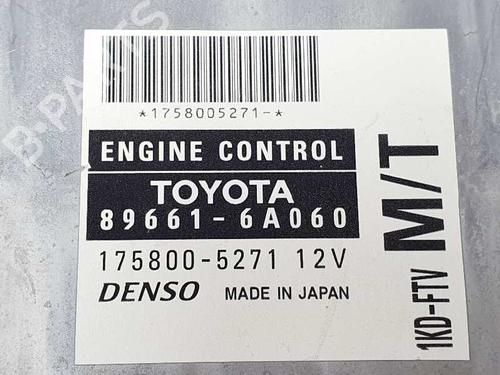 *1758005271-*
ENGINE CONTROL
TOYOTA
89661-6A060
175800-5271 12V
DENSO MADE IN JAPAN
1KD-FTV M/T
B-PARTS